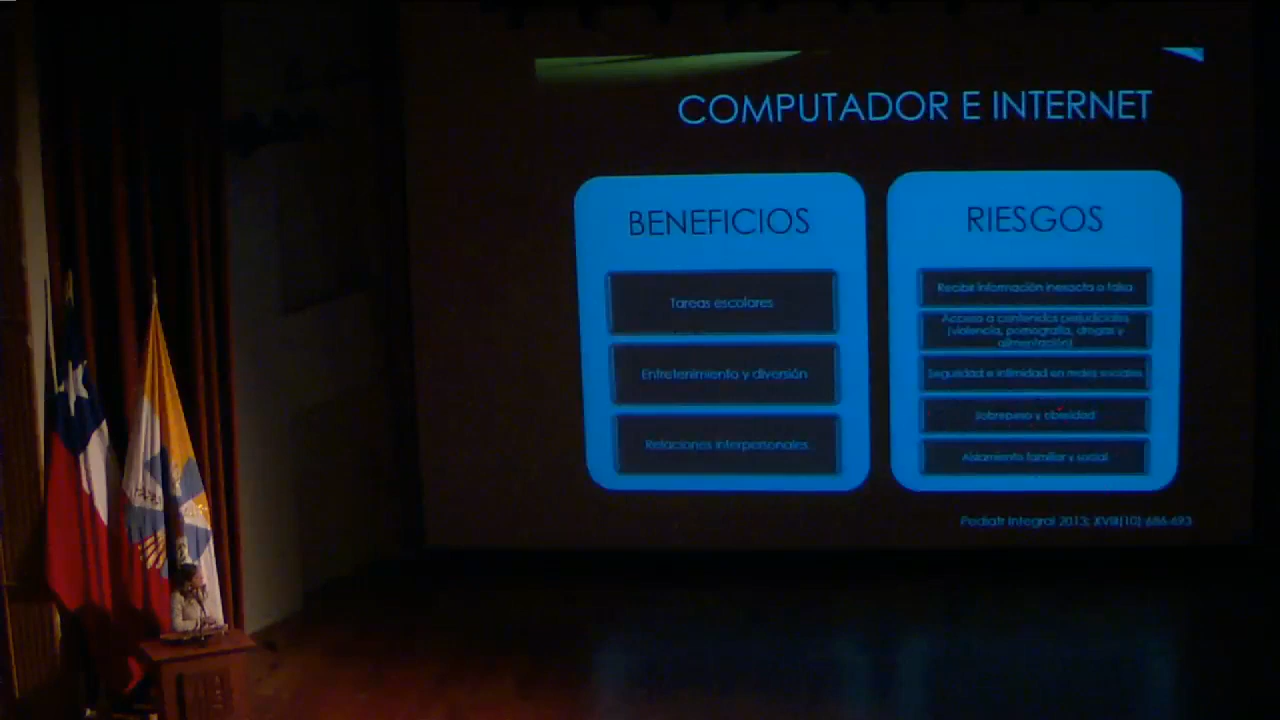 COMPUTADOR E INTERNET
BENEFICIOS
Tareas escolares
Entretenimiento y diversión
Relaciones interpersonales
RIESGOS
Recibir información inexacta o falsa
Acceso a contenidos perjudiciales
(violencia, pornografía, drogas y
alimentación)
Seguridad e intimidad en redes sociales
Sobrepeso y obesidad
Aislamiento familiar y social
Pediatr Integral 2013; XVII(10):686-693